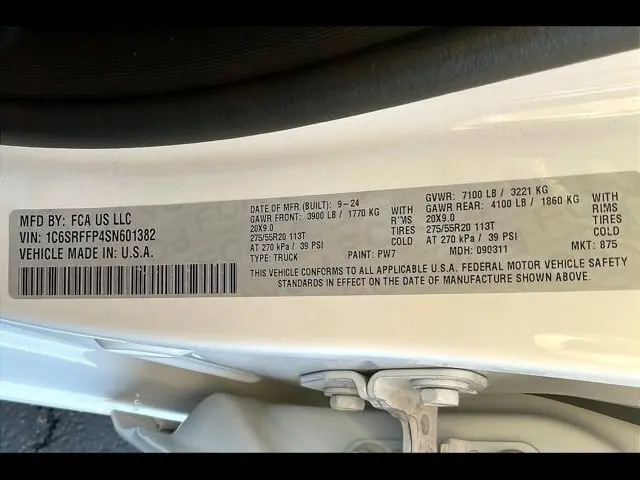 MFD BY: FCA US LLC
VIN: 1C6SRFFP4SN601382
VEHICLE MADE IN: U.S.A.
DATE OF MFR (BUILT): 9-24
GAWR FRONT: 3900 LB / 1770 KG WITH
20X9.0 RIMS
275/55R20 113T TIRES
AT 270 kPa / 39 PSI COLD
TYPE: TRUCK PAINT: PW7
GVWR: 7100 LB / 3221 KG
GAWR REAR: 4100 LB / 1860 KG WITH
20X9.0 RIMS
275/55R20 113T TIRES
AT 270 kPa / 39 PSI COLD
MDH: 090311 MKT: 875
THIS VEHICLE CONFORMS TO ALL APPLICABLE U.S.A. FEDERAL MOTOR VEHICLE SAFETY
STANDARDS IN EFFECT ON THE DATE OF MANUFACTURE SHOWN ABOVE.